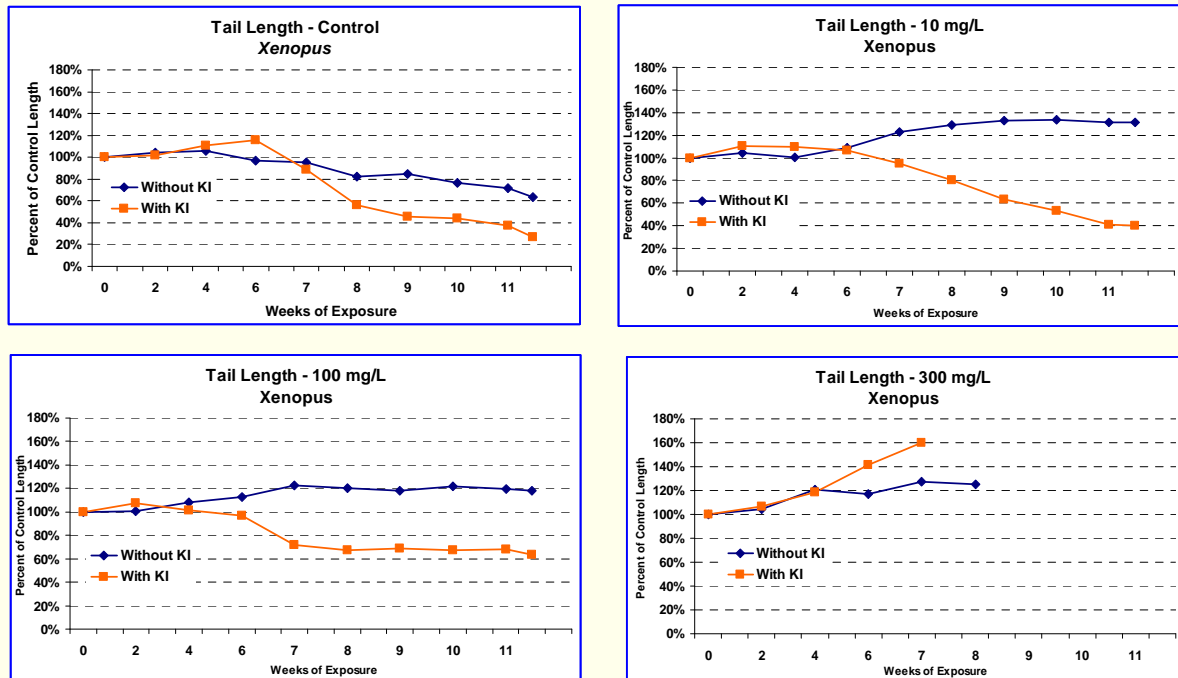 Tail Length - Control
Xenopus
180%
160%
140%
120%
100%
80%
60%
40%
20%
0%
Percent of Control Length
Without KI
With KI
0 2 4 6 7 8 9 10 11
Weeks of Exposure
Tail Length - 10 mg/L
Xenopus
180%
160%
140%
120%
100%
80%
60%
40%
20%
0%
Percent of Control Length
Without KI
With KI
0 2 4 6 7 8 9 10 11
Weeks of Exposure
Tail Length - 100 mg/L
Xenopus
180%
160%
140%
120%
100%
80%
60%
40%
20%
0%
Percent of Control Length
Without KI
With KI
0 2 4 6 7 8 9 10 11
Weeks of Exposure
Tail Length - 300 mg/L
Xenopus
180%
160%
140%
120%
100%
80%
60%
40%
20%
0%
Percent of Control Length
Without KI
With KI
0 2 4 6 7 8 9 10 11
Weeks of Exposure